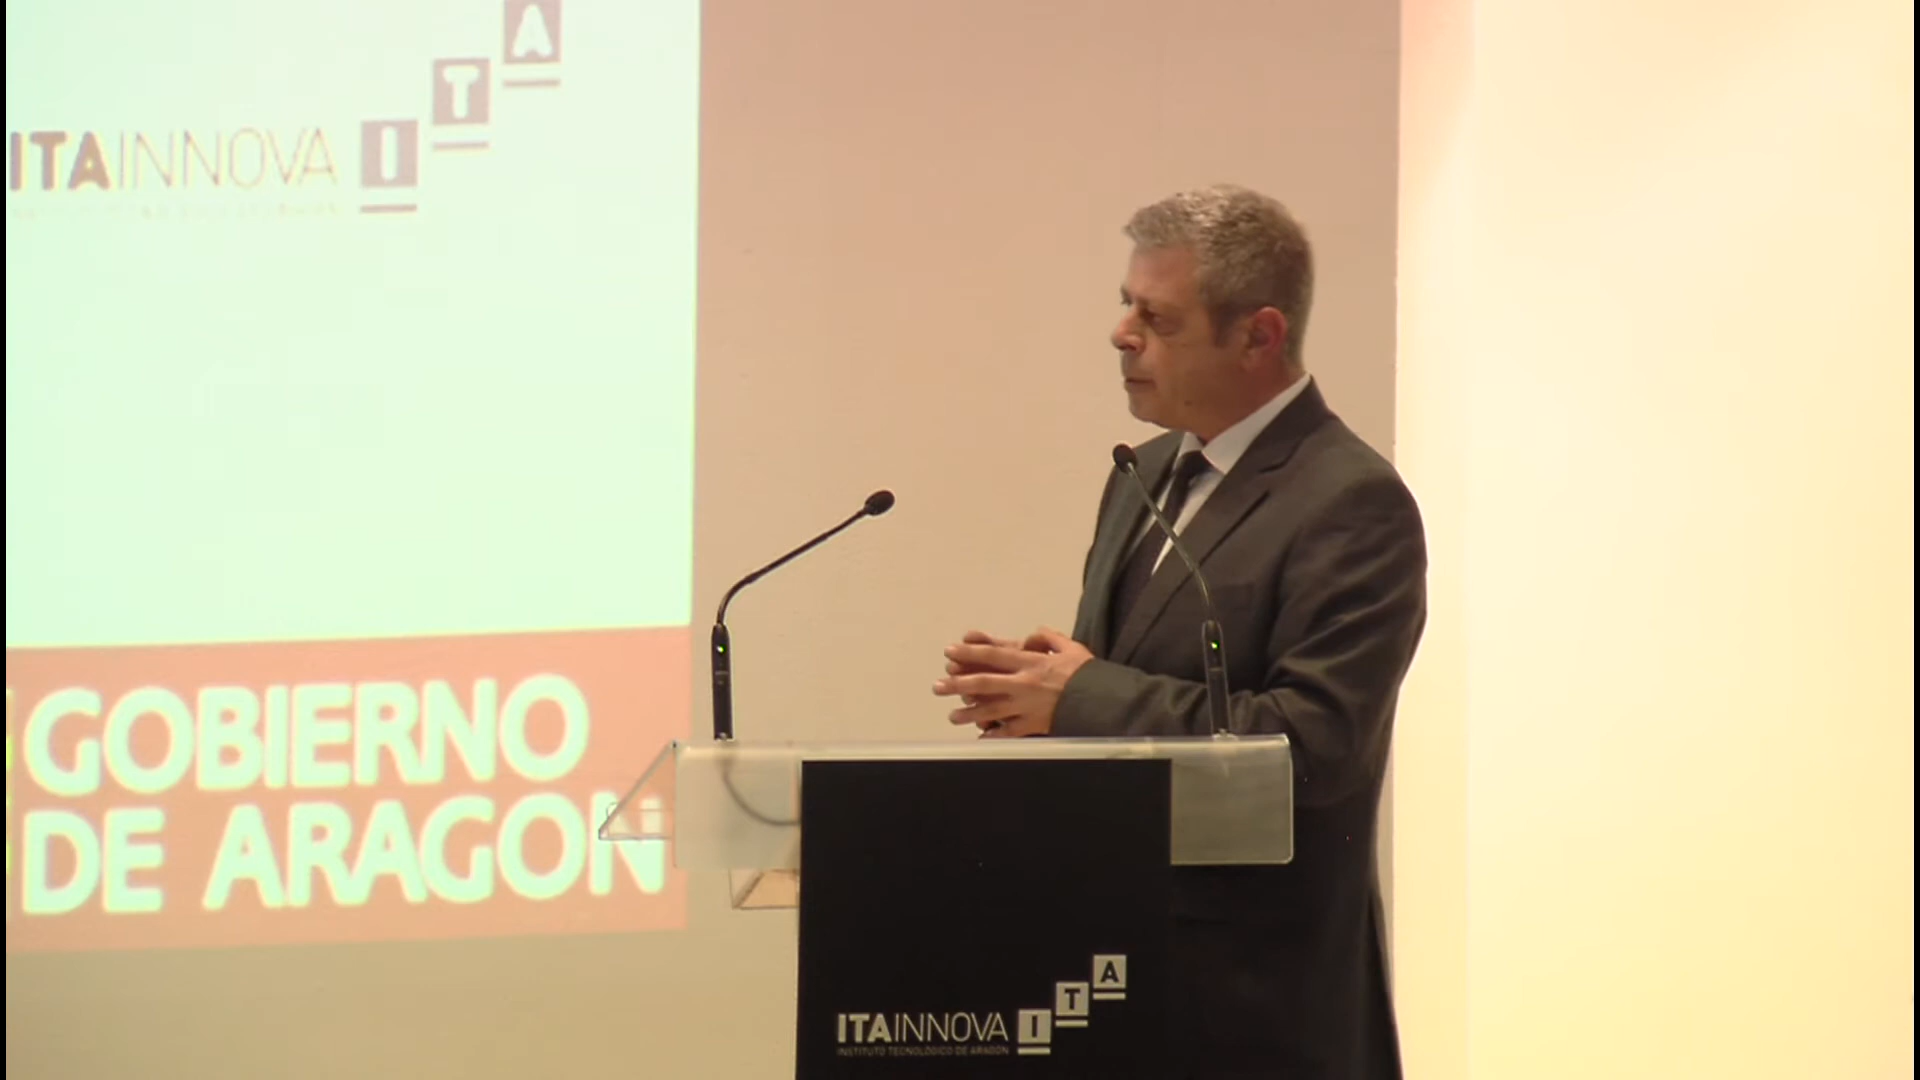 A
T
ITAINNOVA I
GOBIERNO
DE ARAGON
A
T
ITAINNOVA I
INSTITUTO TECNOLÓGICO DE ARAGÓN